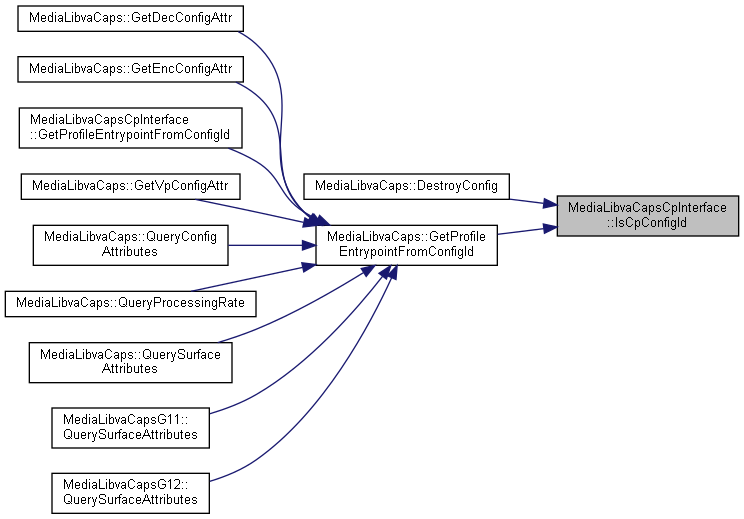 MediaLibvaCaps::GetDecConfigAttr
MediaLibvaCaps::GetEncConfigAttr
MediaLibvaCapsCpInterface
::GetProfileEntrypointFromConfigId
MediaLibvaCaps::GetVpConfigAttr
MediaLibvaCaps::QueryConfig
Attributes
MediaLibvaCaps::QueryProcessingRate
MediaLibvaCaps::QuerySurface
Attributes
MediaLibvaCapsG11::
QuerySurfaceAttributes
MediaLibvaCapsG12::
QuerySurfaceAttributes
MediaLibvaCaps::DestroyConfig
MediaLibvaCaps::GetProfile
EntrypointFromConfigId
MediaLibvaCapsCpInterface
::IsCpConfigId